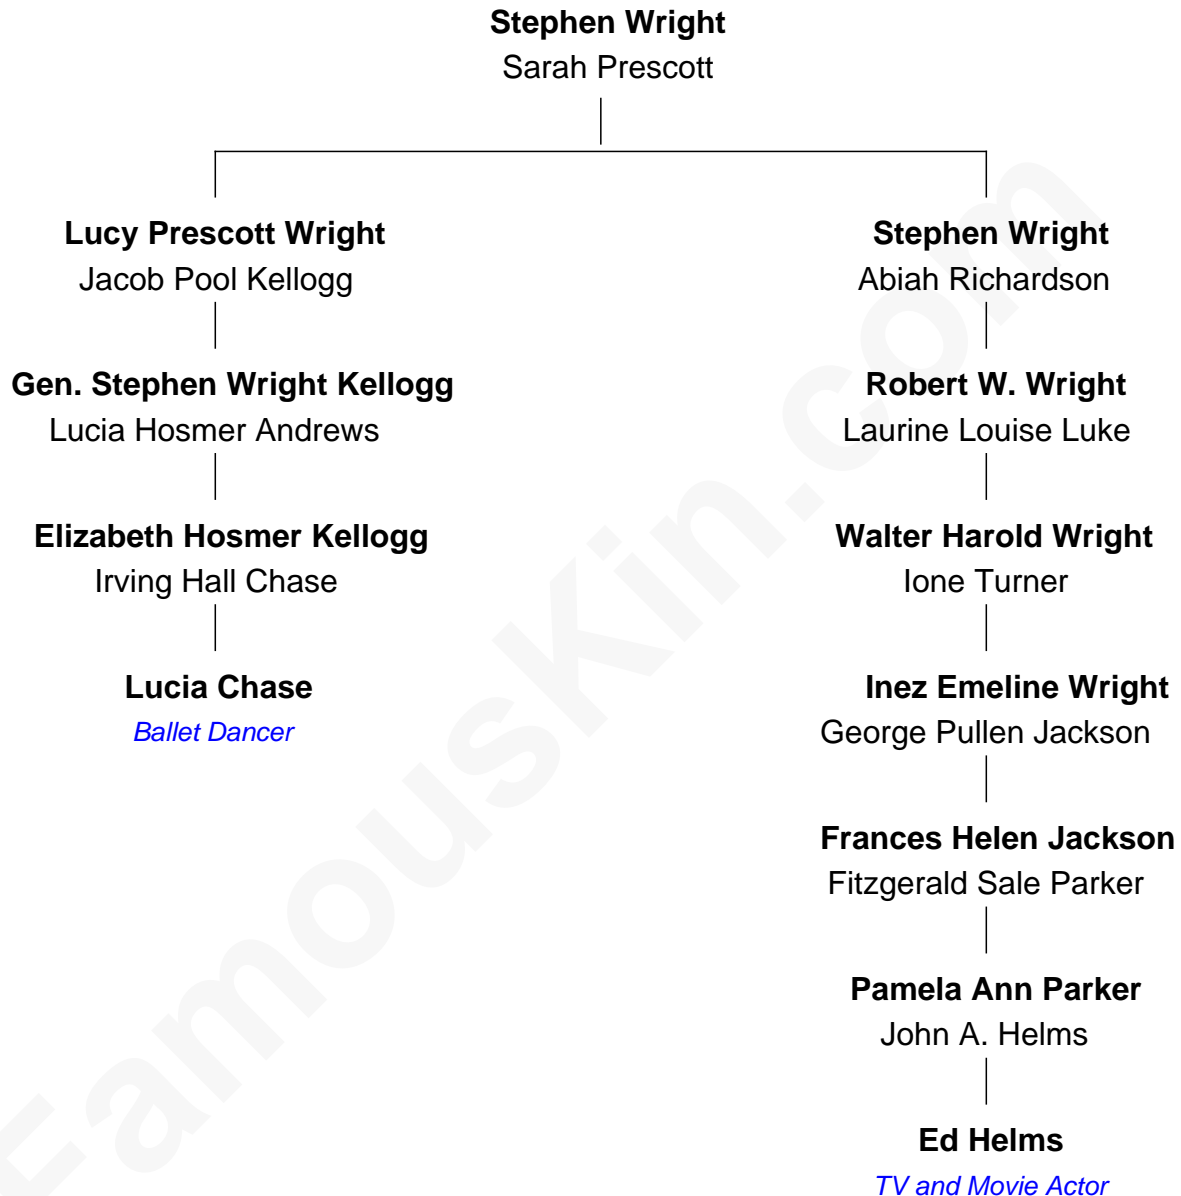 Stephen Wright
Sarah Prescott
Lucy Prescott Wright
Jacob Pool Kellogg
Gen. Stephen Wright Kellogg
Lucia Hosmer Andrews
Elizabeth Hosmer Kellogg
Irving Hall Chase
Lucia Chase
Ballet Dancer
Stephen Wright
Abiah Richardson
Robert W. Wright
Laurine Louise Luke
Walter Harold Wright
Ione Turner
Inez Emeline Wright
George Pullen Jackson
Frances Helen Jackson
Fitzgerald Sale Parker
Pamela Ann Parker
John A. Helms
Ed Helms
TV and Movie Actor
FamousKin.com